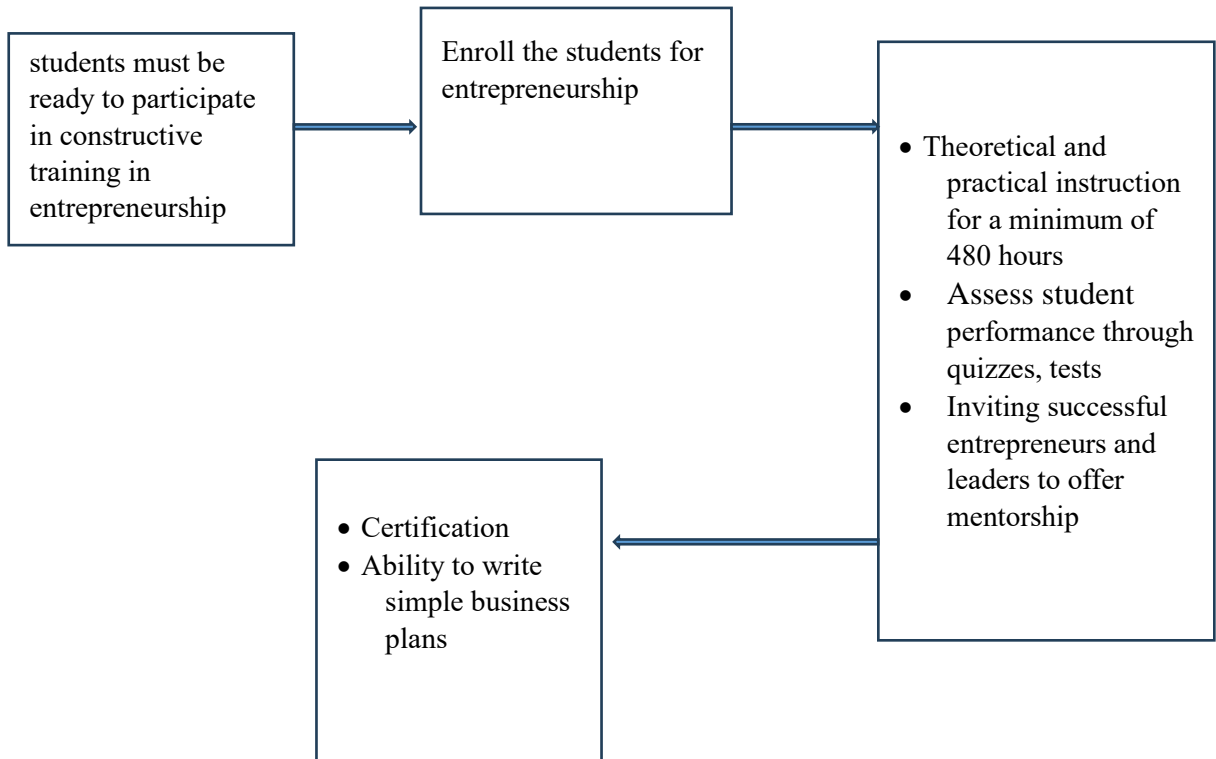 students must be
ready to participate
in constructive
training in
entrepreneurship
Enroll the students for
entrepreneurship
• Theoretical and
practical instruction
for a minimum of
480 hours
• Assess student
performance through
quizzes, tests
• Inviting successful
entrepreneurs and
leaders to offer
mentorship
• Certification
• Ability to write
simple business
plans